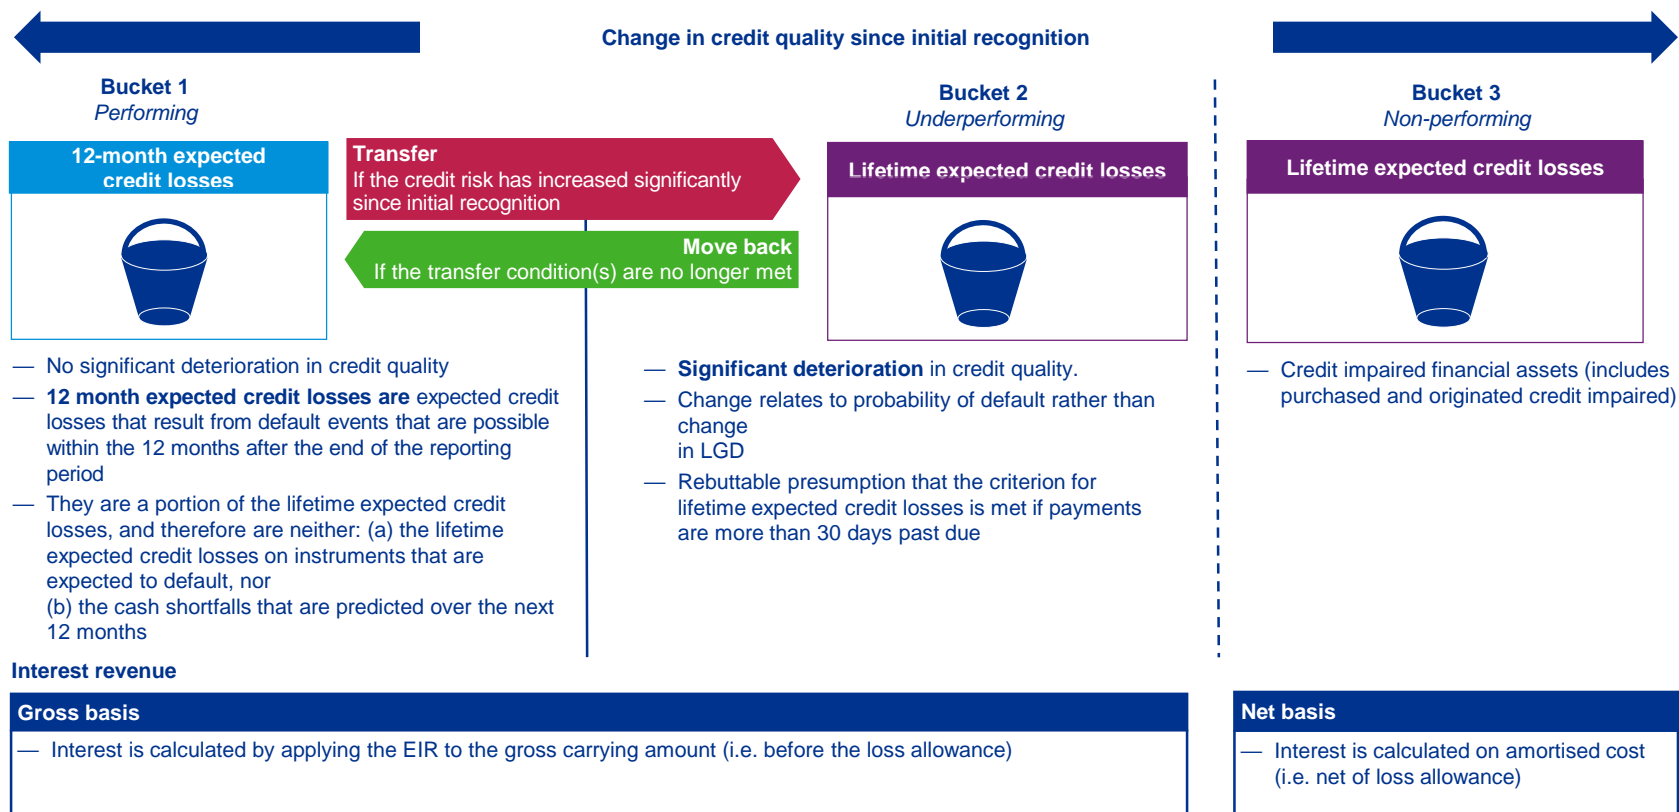 Change in credit quality since initial recognition
Bucket 1
Performing
12-month expected
credit losses
Transfer
If the credit risk has increased significantly
since initial recognition
Move back
If the transfer condition(s) are no longer met
Bucket 2
Underperforming
Lifetime expected credit losses
Bucket 3
Non-performing
Lifetime expected credit losses
— No significant deterioration in credit quality
— 12 month expected credit losses are expected credit
losses that result from default events that are possible
within the 12 months after the end of the reporting
period
— They are a portion of the lifetime expected credit
losses, and therefore are neither: (a) the lifetime
expected credit losses on instruments that are
expected to default, nor
(b) the cash shortfalls that are predicted over the next
12 months
— Significant deterioration in credit quality.
— Change relates to probability of default rather than
change
in LGD
— Rebuttable presumption that the criterion for
lifetime expected credit losses is met if payments
are more than 30 days past due
— Credit impaired financial assets (includes
purchased and originated credit impaired)
Interest revenue
Gross basis
— Interest is calculated by applying the EIR to the gross carrying amount (i.e. before the loss allowance)
Net basis
— Interest is calculated on amortised cost
(i.e. net of loss allowance)